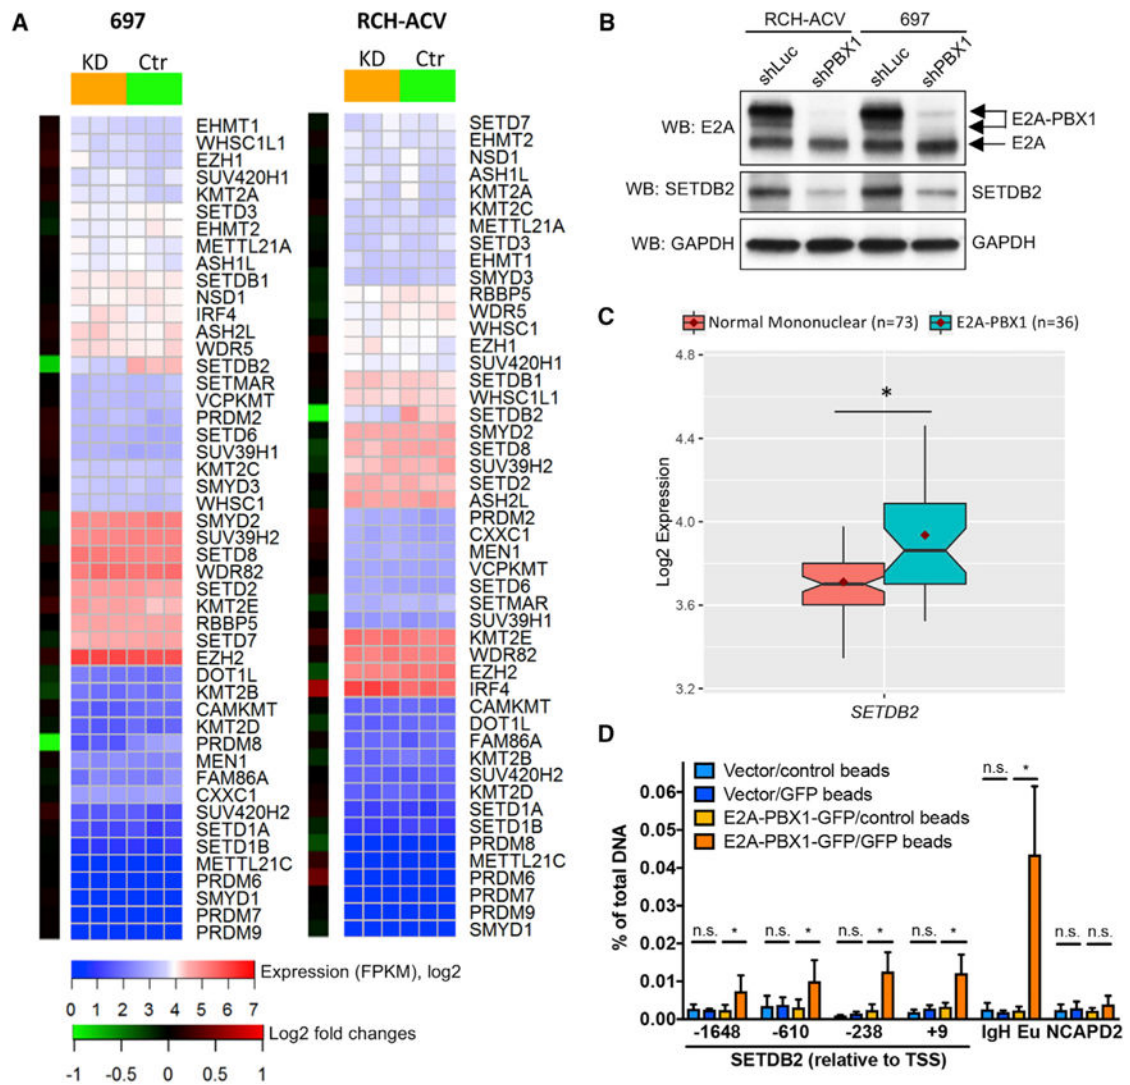 A
697
RCH-ACV
KD Ctr
KD Ctr
EHMT1
WHSC1L1
EZH1
SUV420H1
KMT2A
SETD3
EHMT2
METTL21A
ASH1L
SETDB1
NSD1
IRF4
ASH2L
WDR5
SETDB2
SETMAR
VCPKMT
PRDM2
SETD6
SUV39H1
KMT2C
SMYD3
WHSC1
SMYD2
SUV39H2
SETD8
WDR82
SETD2
KMT2E
RBBP5
SETD7
EZH2
DOT1L
KMT2B
CAMKMT
KMT2D
PRDM8
MEN1
FAM86A
CXXC1
SUV420H2
SETD1A
SETD1B
METTL21C
PRDM6
SMYD1
PRDM7
PRDM9
SETD7
EHMT2
NSD1
ASH1L
KMT2A
KMT2C
METTL21A
SETD3
EHMT1
SMYD3
RBBP5
WDR5
WHSC1
EZH1
SUV420H1
SETDB1
WHSC1L1
SETDB2
SMYD2
SETD8
SUV39H2
SETD2
ASH2L
PRDM2
CXXC1
MEN1
VCPKMT
SETD6
SETMAR
SUV39H1
KMT2E
WDR82
EZH2
IRF4
CAMKMT
DOT1L
FAM86A
KMT2B
SUV420H2
KMT2D
SETD1A
SETD1B
PRDM8
METTL21C
PRDM6
PRDM7
PRDM9
SMYD1
Expression (FPKM), log2
0 1 2 3 4 5 6 7
Log2 fold changes
-1 -0.5 0 0.5 1
B
RCH-ACV 697
shLuc shPBX1 shLuc shPBX1
WB: E2A
E2A-PBX1
E2A
WB: SETDB2
SETDB2
WB: GAPDH
GAPDH
C
Normal Mononuclear (n=73) E2A-PBX1 (n=36)
4.8
4.4
4.0
3.6
3.2
Log2 Expression
*
SETDB2
D
Vector/control beads
Vector/GFP beads
E2A-PBX1-GFP/control beads
E2A-PBX1-GFP/GFP beads
% of total DNA
0.06
0.05
0.04
0.03
0.02
0.01
0.00
n.s. * n.s. * n.s. * n.s. * n.s. * n.s. n.s.
-1648 -610 -238 +9 IgH Eu NCAPD2
SETDB2 (relative to TSS)